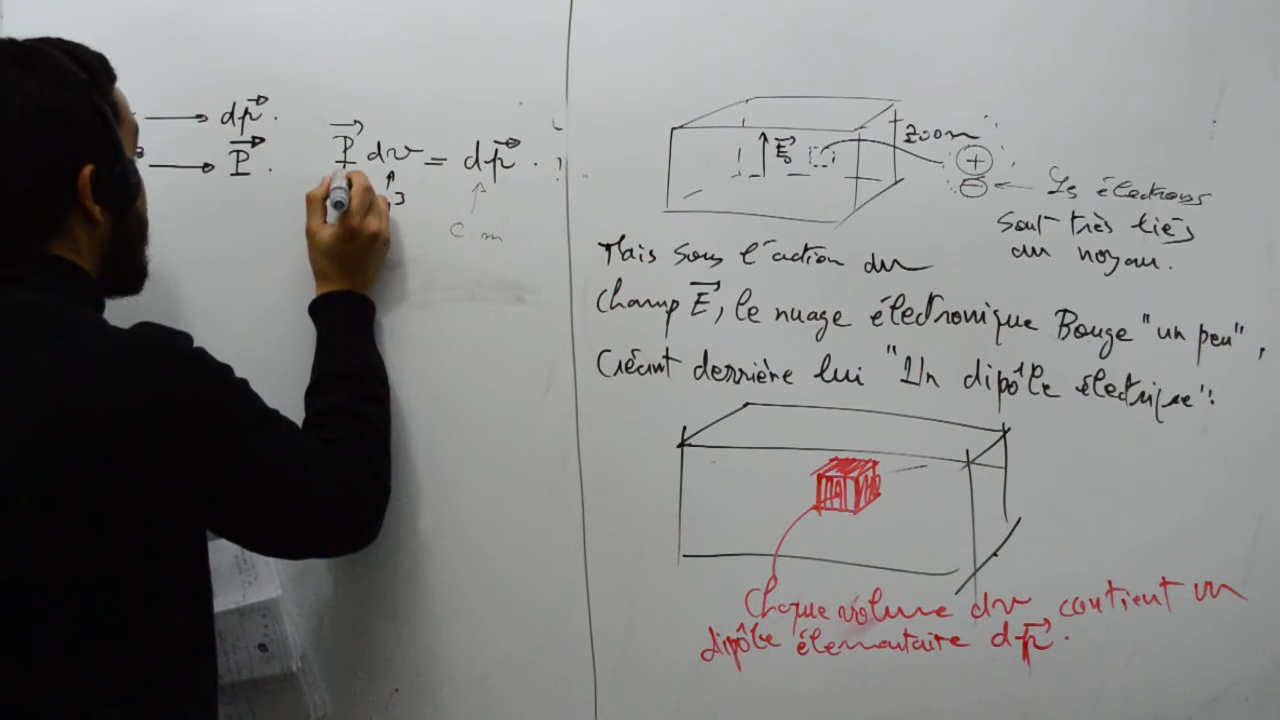 dp⃗.
P⃗.
P⃗ dv = dp⃗.
3
C m
E⃗
Zoom
+
−
Les électrons
sont très liés
au noyau.
Mais sous l'action du
Champ E⃗, le nuage électronique Bouge "un peu",
Créant derrière lui "Un dipôle électrique":
Chaque volume dv contient un
dipôle élémentaire dp⃗.